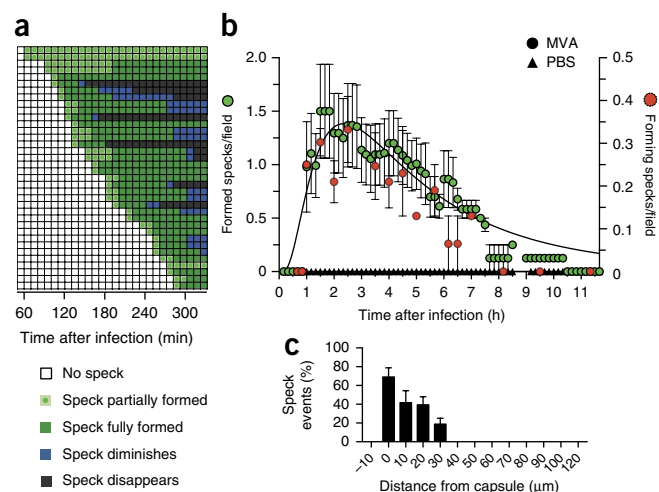 a
60 120 180 240 300
Time after infection (min)
No speck
Speck partially formed
Speck fully formed
Speck diminishes
Speck disappears
b
MVA
PBS
2.0
1.5
1.0
0.5
0
Formed specks/field
0.5
0.4
0.3
0.2
0.1
0
Forming specks/field
0 1 2 3 4 5 6 7 8 9 10 11
Time after infection (h)
c
100
80
60
40
20
0
Speck
events (%)
–10 0 10 20 30 40 50 60 70 80 90 100 110 120
Distance from capsule (μm)